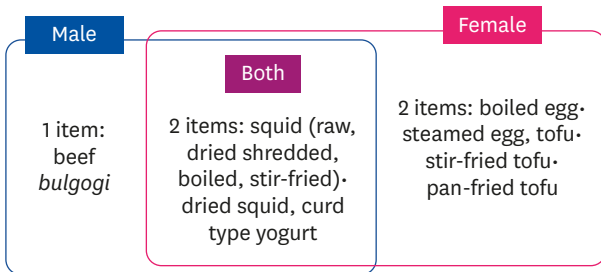 Male
Female
Both
1 item:
beef
bulgogi
2 items: squid (raw,
dried shredded,
boiled, stir-fried)·
dried squid, curd
type yogurt
2 items: boiled egg·
steamed egg, tofu·
stir-fried tofu·
pan-fried tofu